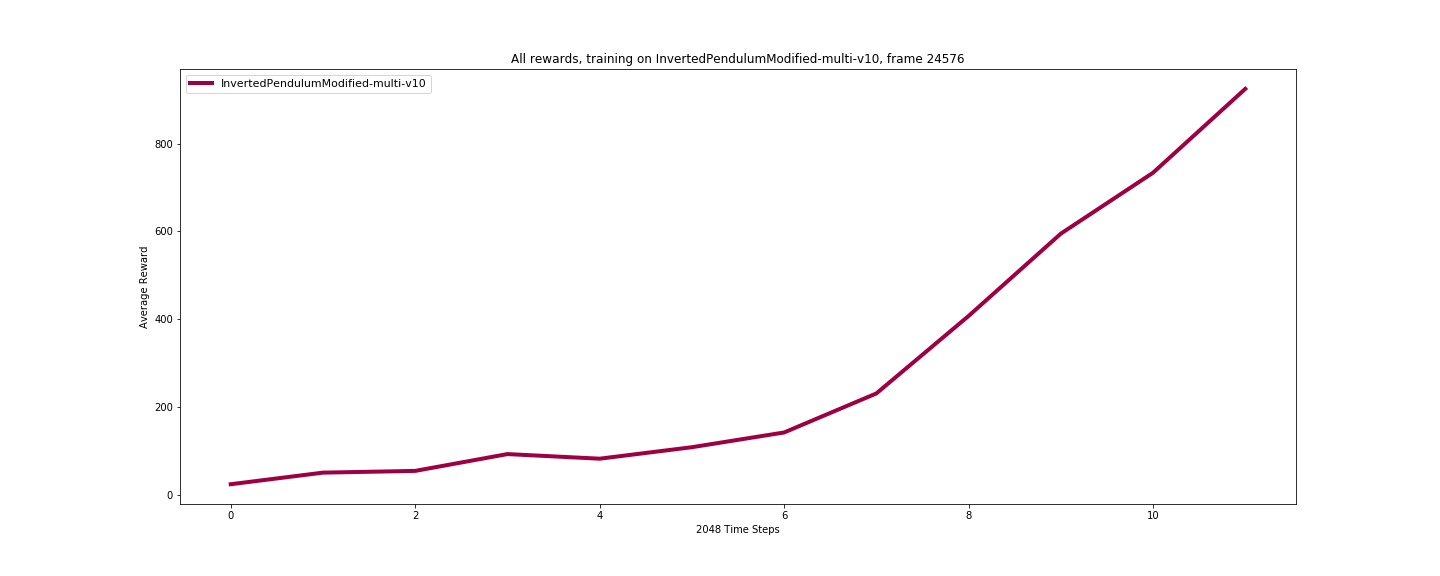 All rewards, training on InvertedPendulumModified-multi-v10, frame 24576
InvertedPendulumModified-multi-v10
Average Reward
800
600
400
200
0
0 2 4 6 8 10
2048 Time Steps